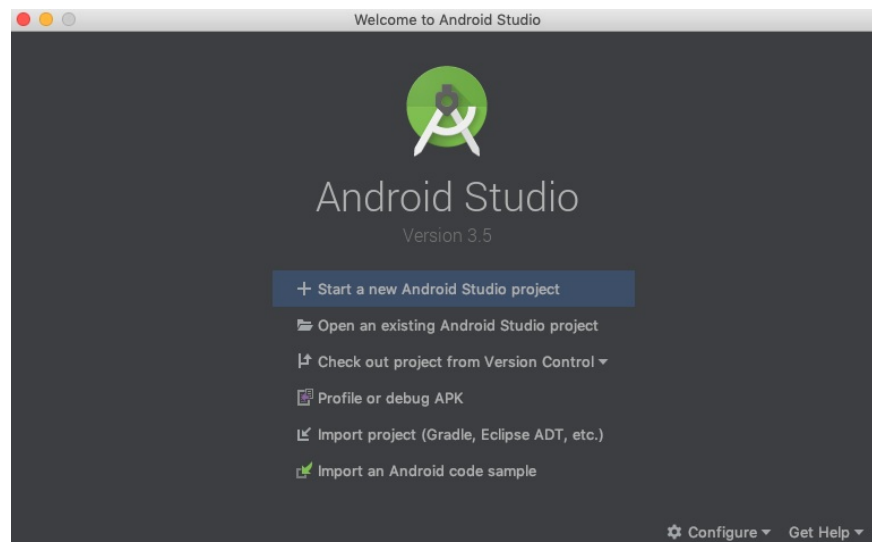 Welcome to Android Studio
Android Studio
Version 3.5
Start a new Android Studio project
Open an existing Android Studio project
Check out project from Version Control
Profile or debug APK
Import project (Gradle, Eclipse ADT, etc.)
Import an Android code sample
Configure Get Help